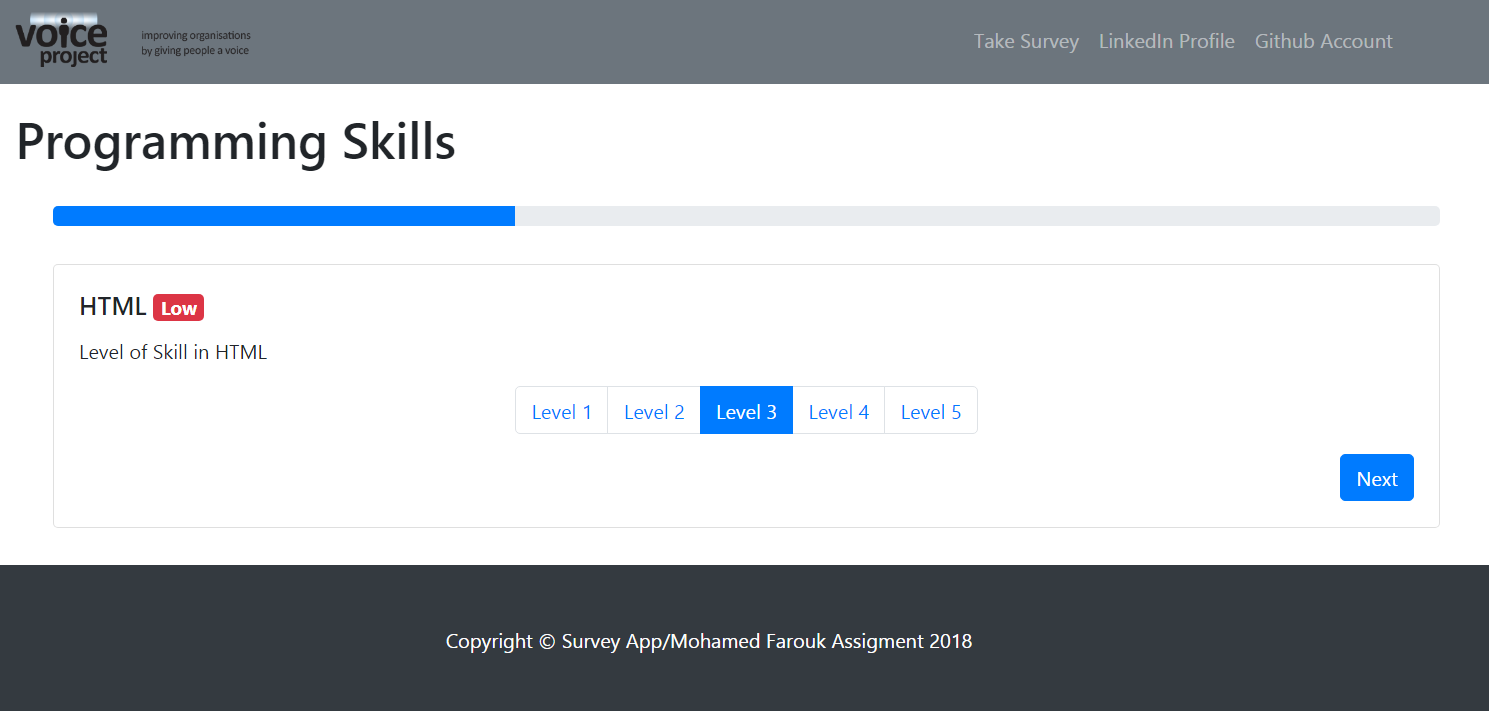 voice
project
improving organisations
by giving people a voice
Take Survey LinkedIn Profile Github Account
Programming Skills
HTML Low
Level of Skill in HTML
Level 1 Level 2 Level 3 Level 4 Level 5
Next
Copyright © Survey App/Mohamed Farouk Assigment 2018